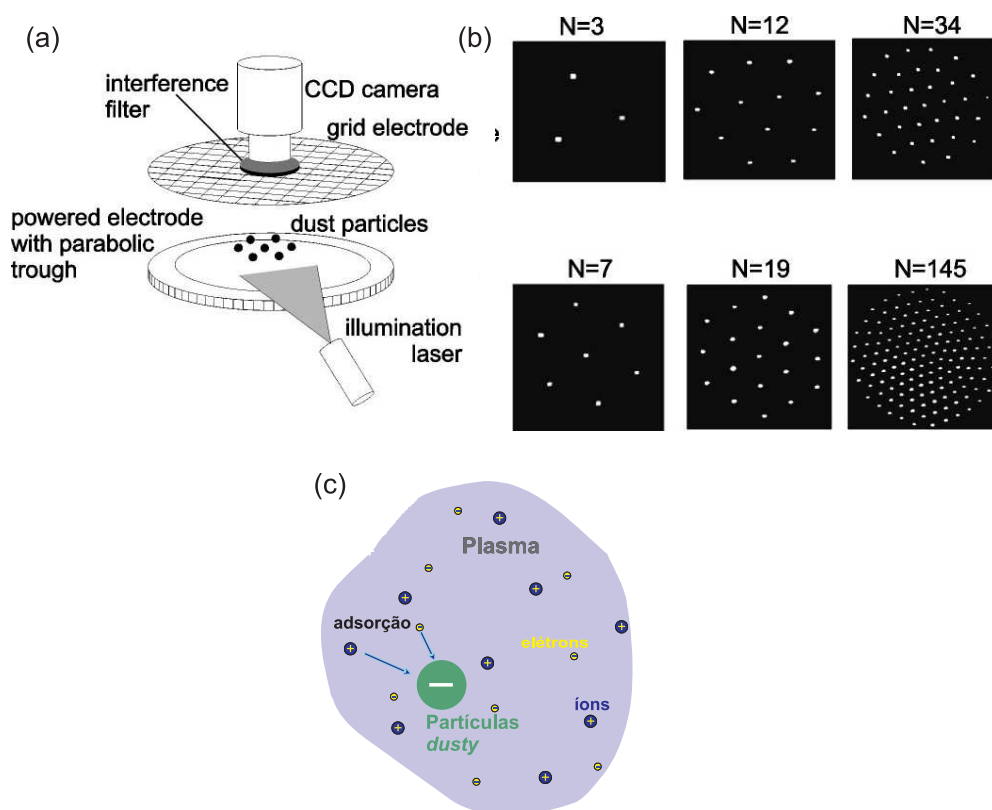 (a)
interference
filter
CCD camera
grid electrode
powered electrode
with parabolic
trough
dust particles
illumination
laser
(b)
N=3
N=12
N=34
e
N=7
N=19
N=145
(c)
Plasma
adsorção
elétrons
íons
Partículas
dusty